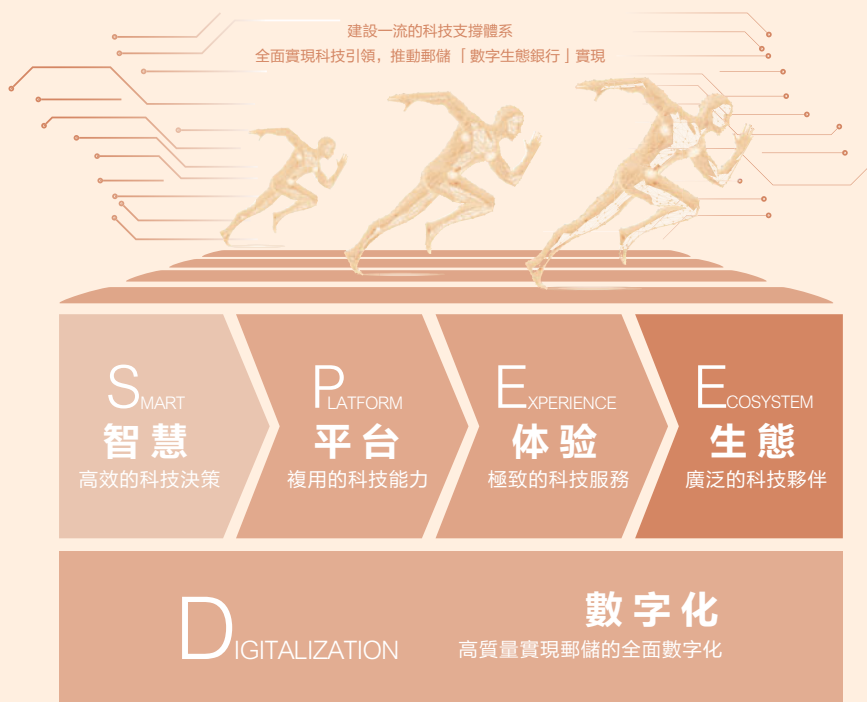 建設一流的科技支撐體系
全面實現科技引領，推動郵儲「數字生態銀行」實現
SMART
智慧
高效的科技決策
PLATFORM
平台
複用的科技能力
EXPERIENCE
体验
極致的科技服務
ECOSYSTEM
生態
廣泛的科技夥伴
DIGITALIZATION
數字化
高質量實現郵儲的全面數字化